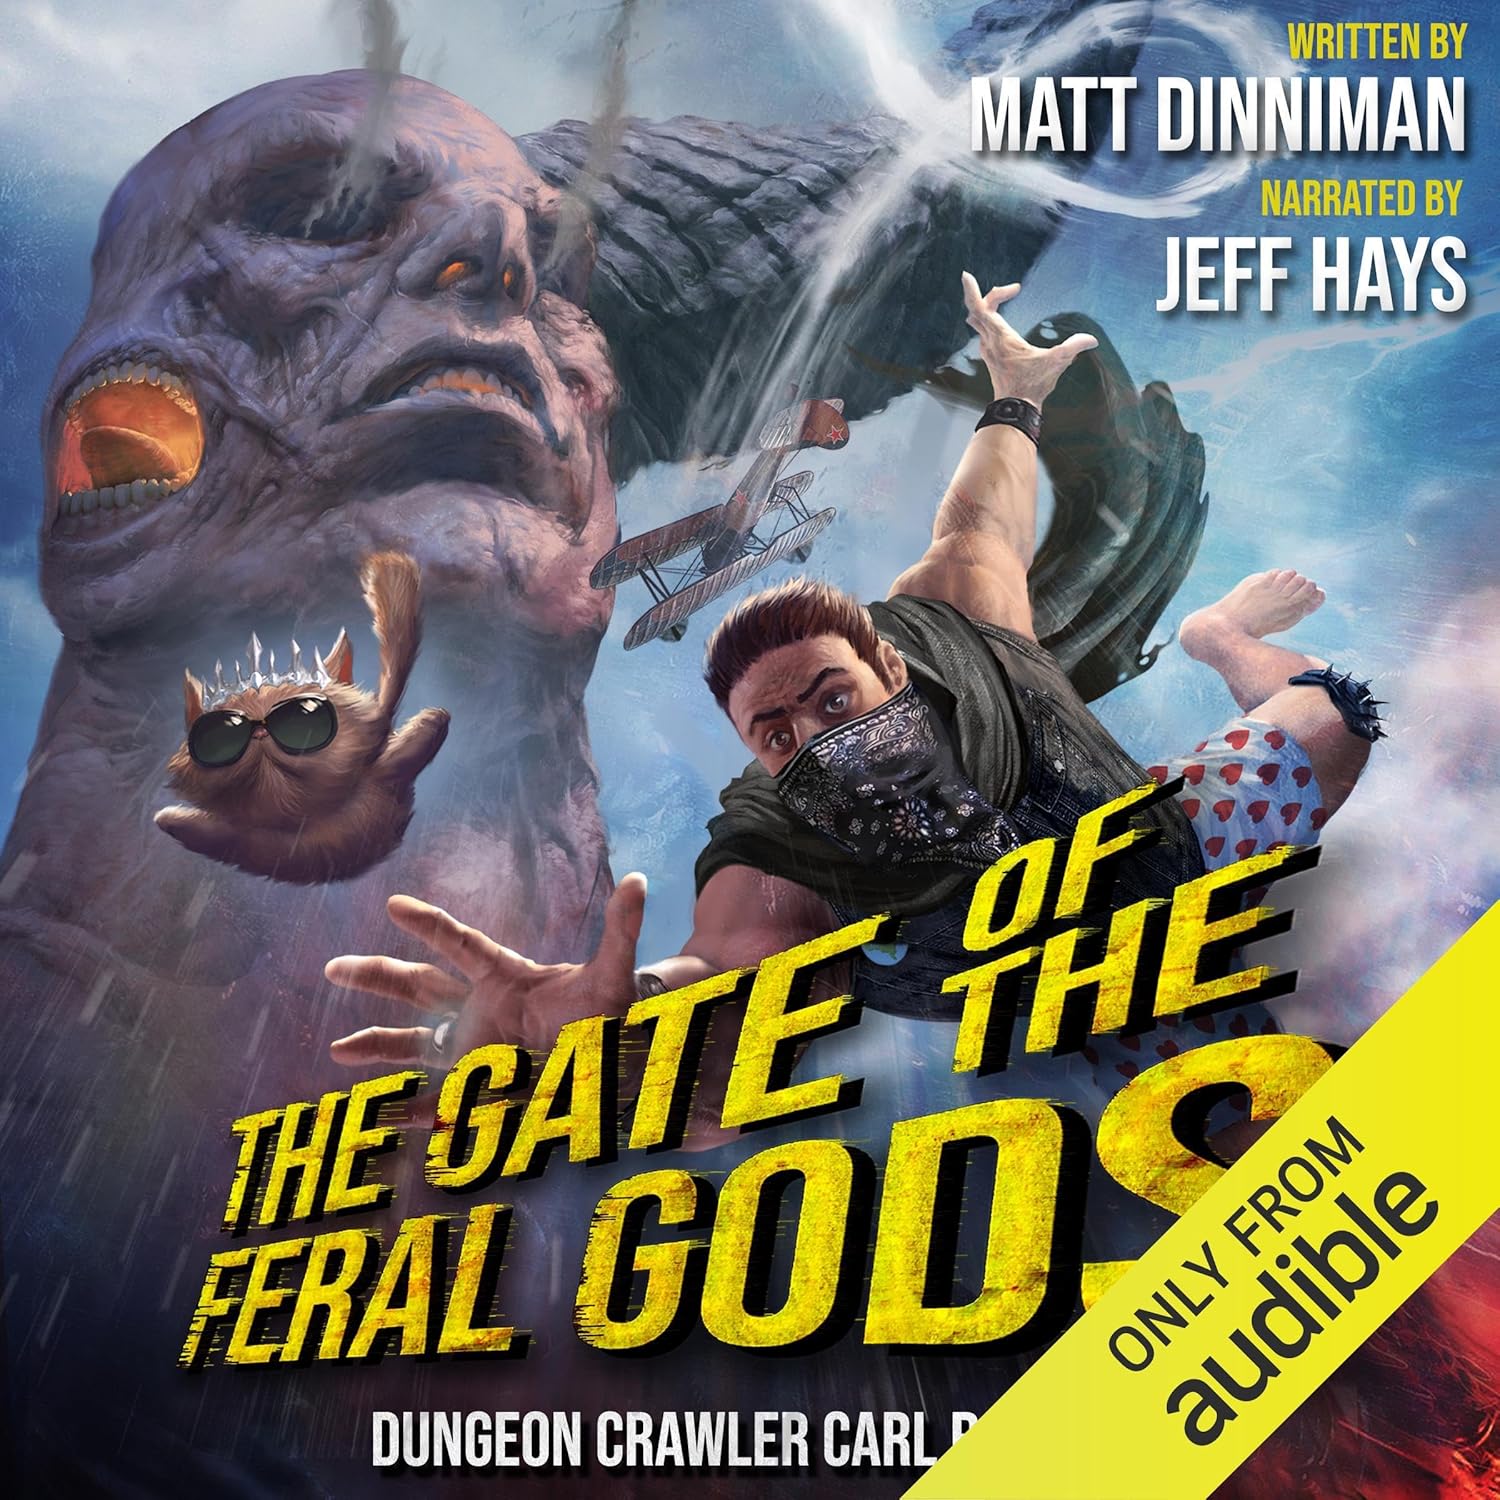 WRITTEN BY
MATT DINNIMAN
NARRATED BY
JEFF HAYS
THE GATE OF THE
FERAL GODS
DUNGEON CRAWLER CARL
ONLY FROM
audible